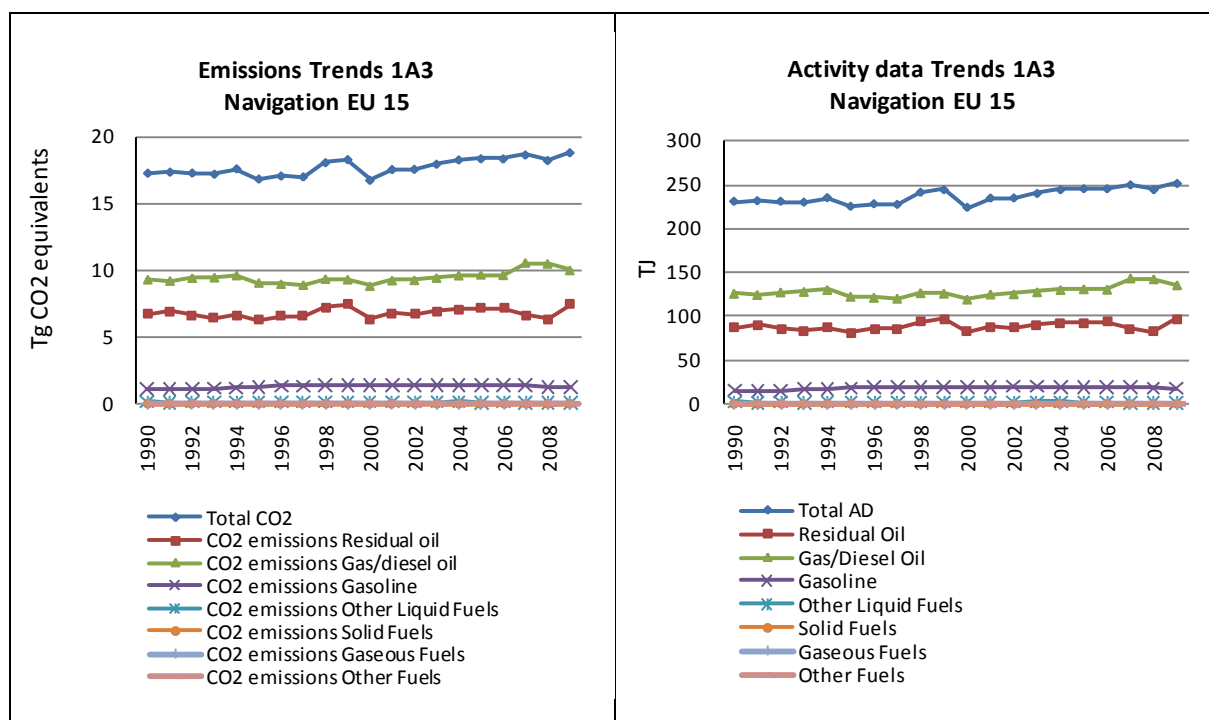 Emissions Trends 1A3
Navigation EU 15
Tg CO2 equivalents
20
15
10
5
0
1990
1992
1994
1996
1998
2000
2002
2004
2006
2008
Total CO2
CO2 emissions Residual oil
CO2 emissions Gas/diesel oil
CO2 emissions Gasoline
CO2 emissions Other Liquid Fuels
CO2 emissions Solid Fuels
CO2 emissions Gaseous Fuels
CO2 emissions Other Fuels
Activity data Trends 1A3
Navigation EU 15
TJ
300
250
200
150
100
50
0
1990
1992
1994
1996
1998
2000
2002
2004
2006
2008
Total AD
Residual Oil
Gas/Diesel Oil
Gasoline
Other Liquid Fuels
Solid Fuels
Gaseous Fuels
Other Fuels